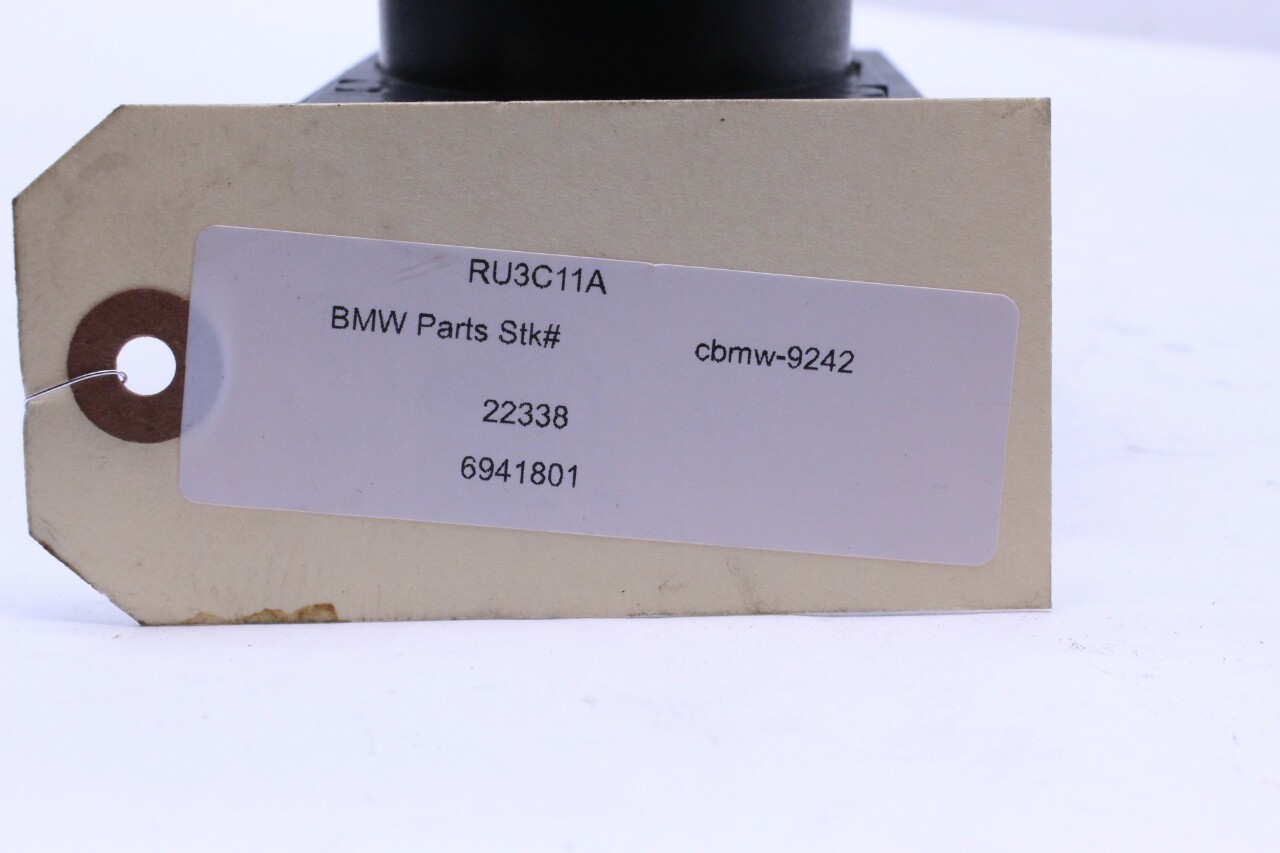 RU3C11A
BMW Parts Stk# cbmw-9242
22338
6941801